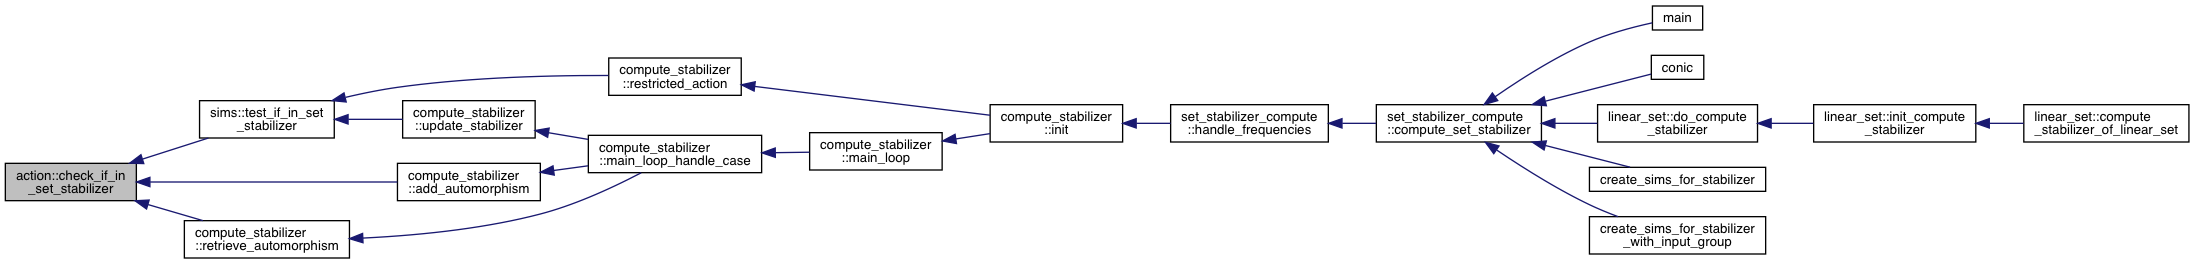 action::check_if_in
_set_stabilizer
sims::test_if_in_set
_stabilizer
compute_stabilizer
::add_automorphism
compute_stabilizer
::retrieve_automorphism
compute_stabilizer
::restricted_action
compute_stabilizer
::update_stabilizer
compute_stabilizer
::main_loop_handle_case
compute_stabilizer
::main_loop
compute_stabilizer
::init
set_stabilizer_compute
::handle_frequencies
set_stabilizer_compute
::compute_set_stabilizer
main
conic
linear_set::do_compute
_stabilizer
create_sims_for_stabilizer
create_sims_for_stabilizer
_with_input_group
linear_set::init_compute
_stabilizer
linear_set::compute
_stabilizer_of_linear_set